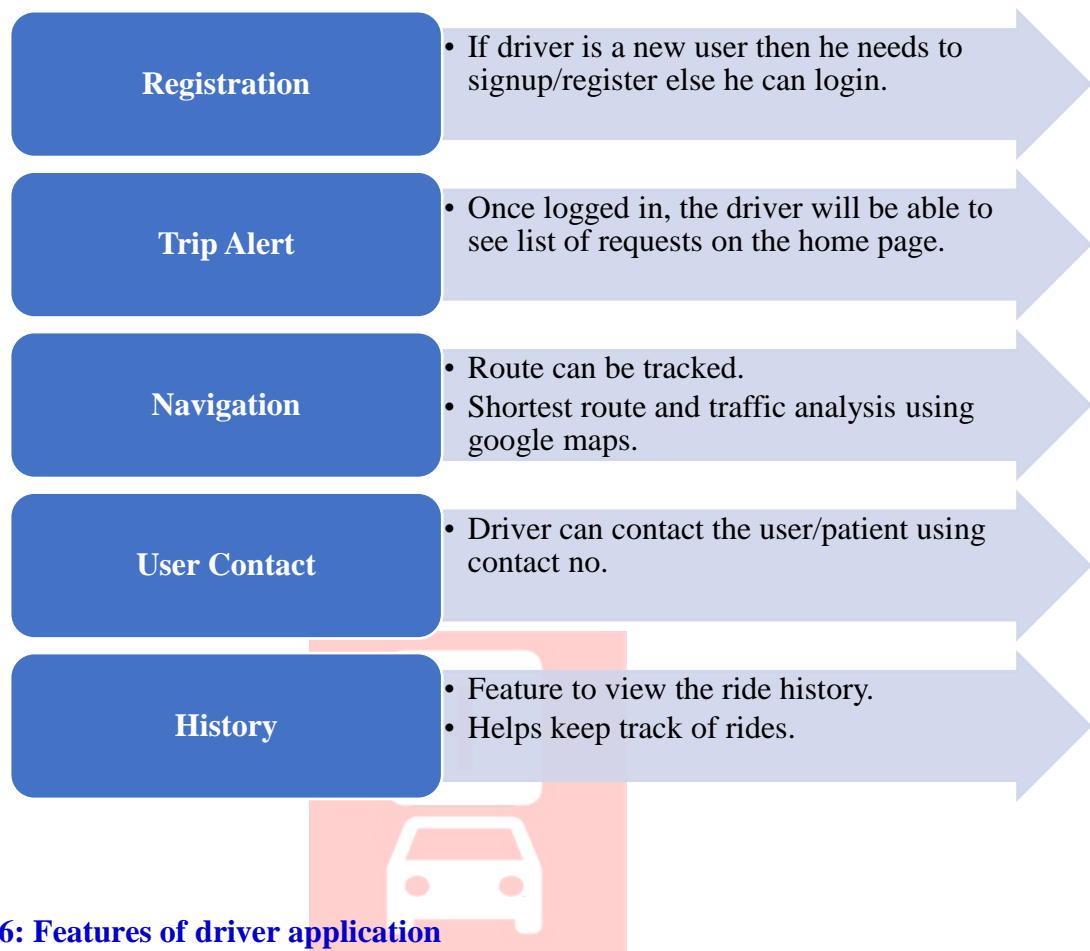 Registration
• If driver is a new user then he needs to
signup/register else he can login.
Trip Alert
• Once logged in, the driver will be able to
see list of requests on the home page.
Navigation
• Route can be tracked.
• Shortest route and traffic analysis using
google maps.
User Contact
• Driver can contact the user/patient using
contact no.
History
• Feature to view the ride history.
• Helps keep track of rides.
6: Features of driver application